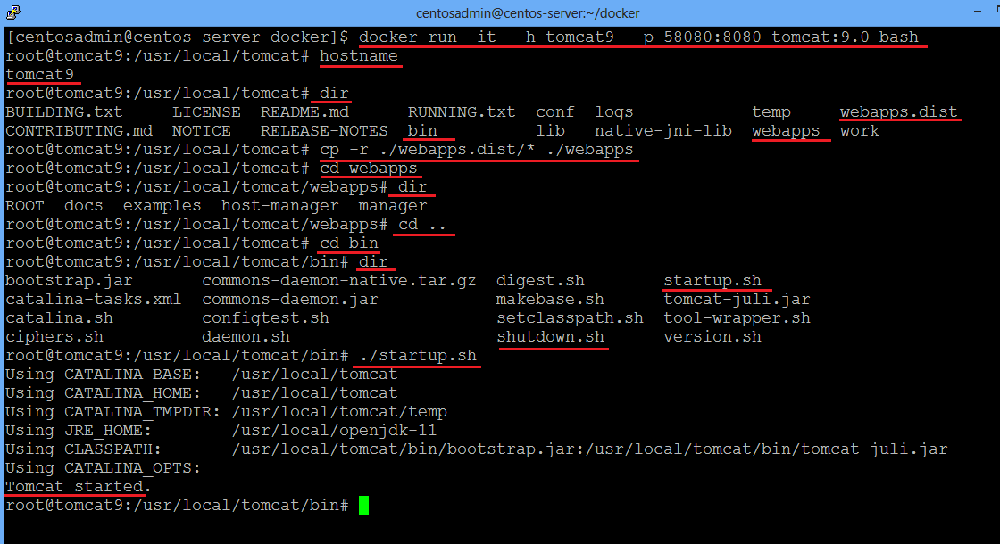 centosadmin@centos-server:~/docker
[centosadmin@centos-server docker]$ docker run -it  -h tomcat9  -p 58080:8080 tomcat:9.0 bash
root@tomcat9:/usr/local/tomcat# hostname
tomcat9
root@tomcat9:/usr/local/tomcat# dir
BUILDING.txt     LICENSE  README.md      RUNNING.txt  conf  logs            temp     webapps.dist
CONTRIBUTING.md  NOTICE   RELEASE-NOTES  bin          lib   native-jni-lib  webapps  work
root@tomcat9:/usr/local/tomcat# cp -r ./webapps.dist/* ./webapps
root@tomcat9:/usr/local/tomcat# cd webapps
root@tomcat9:/usr/local/tomcat/webapps# dir
ROOT  docs  examples  host-manager  manager
root@tomcat9:/usr/local/tomcat/webapps# cd ..
root@tomcat9:/usr/local/tomcat# cd bin
root@tomcat9:/usr/local/tomcat/bin# dir
bootstrap.jar       commons-daemon-native.tar.gz  digest.sh        startup.sh
catalina-tasks.xml  commons-daemon.jar            makebase.sh      tomcat-juli.jar
catalina.sh         configtest.sh                 setclasspath.sh  tool-wrapper.sh
ciphers.sh          daemon.sh                     shutdown.sh      version.sh
root@tomcat9:/usr/local/tomcat/bin# ./startup.sh
Using CATALINA_BASE:   /usr/local/tomcat
Using CATALINA_HOME:   /usr/local/tomcat
Using CATALINA_TMPDIR: /usr/local/tomcat/temp
Using JRE_HOME:        /usr/local/openjdk-11
Using CLASSPATH:       /usr/local/tomcat/bin/bootstrap.jar:/usr/local/tomcat/bin/tomcat-juli.jar
Using CATALINA_OPTS:
Tomcat started.
root@tomcat9:/usr/local/tomcat/bin#